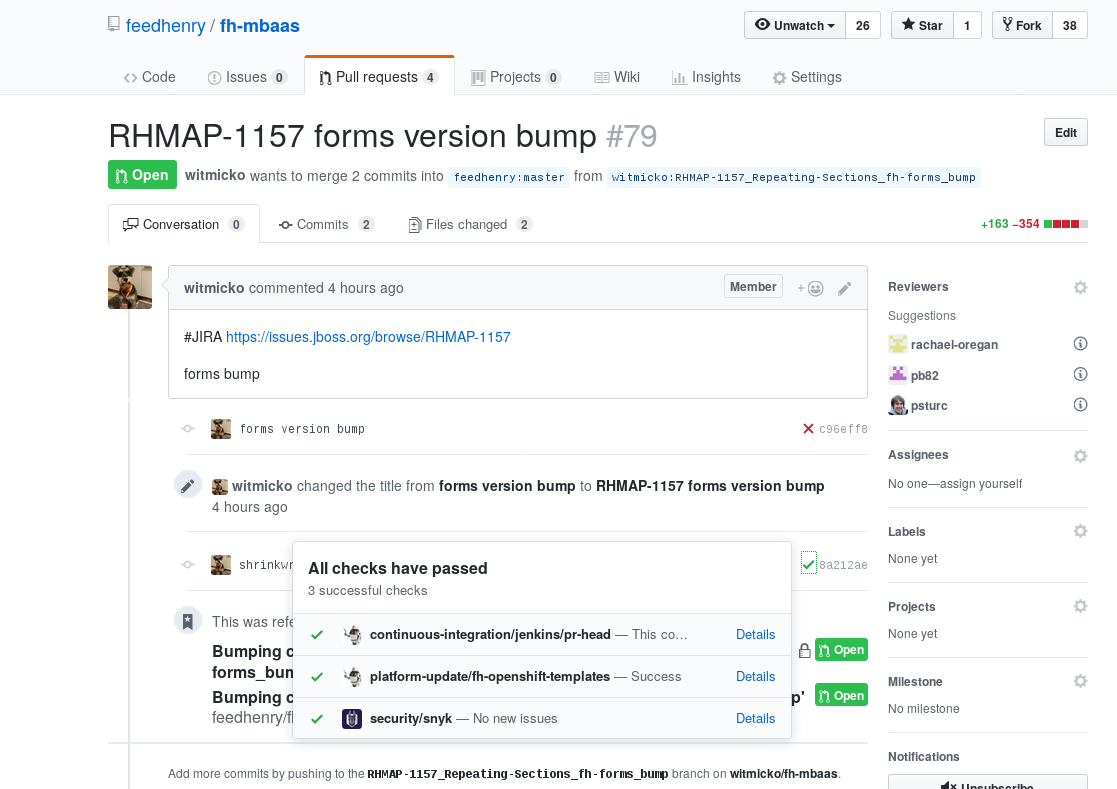 feedhenry / fh-mbaas
Unwatch 26 Star 1 Fork 38
Code Issues 0 Pull requests 4 Projects 0 Wiki Insights Settings
RHMAP-1157 forms version bump #79
Edit
Open witmicko wants to merge 2 commits into feedhenry:master from witmicko:RHMAP-1157_Repeating-Sections_fh-forms_bump
Conversation 0 Commits 2 Files changed 2 +163 −354
witmicko commented 4 hours ago Member +
#JIRA https://issues.jboss.org/browse/RHMAP-1157
forms bump
forms version bump c96eff8
witmicko changed the title from forms version bump to RHMAP-1157 forms version bump
4 hours ago
shrinkwr 8a212ae
All checks have passed
3 successful checks
continuous-integration/jenkins/pr-head — This co… Details
platform-update/fh-openshift-templates — Success Details
security/snyk — No new issues Details
This was refe
Bumping c Open
forms_bun
Bumping c p' Open
feedhenry/fl
Add more commits by pushing to the RHMAP-1157_Repeating-Sections_fh-forms_bump branch on witmicko/fh-mbaas.
Reviewers
Suggestions
rachael-oregan
pb82
psturc
Assignees
No one—assign yourself
Labels
None yet
Projects
None yet
Milestone
No milestone
Notifications
Unsubscribe